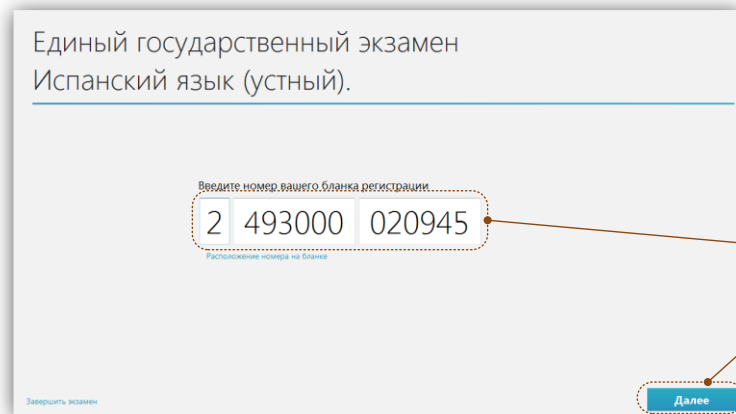 Единый государственный экзамен
Испанский язык (устный).
Введите номер вашего бланка регистрации
2 493000 020945
Расположение номера на бланке
Завершить экзамен
Далее